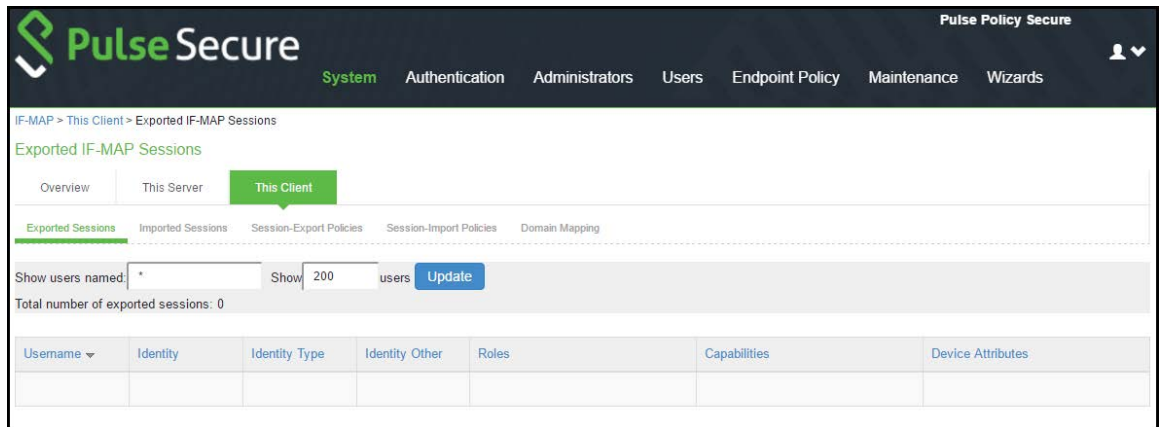 Pulse Policy Secure
Pulse Secure
System Authentication Administrators Users Endpoint Policy Maintenance Wizards
IF-MAP > This Client > Exported IF-MAP Sessions
Exported IF-MAP Sessions
Overview This Server This Client
Exported Sessions Imported Sessions Session-Export Policies Session-Import Policies Domain Mapping
Show users named: * Show 200 users Update
Total number of exported sessions: 0
Username Identity Identity Type Identity Other Roles Capabilities Device Attributes